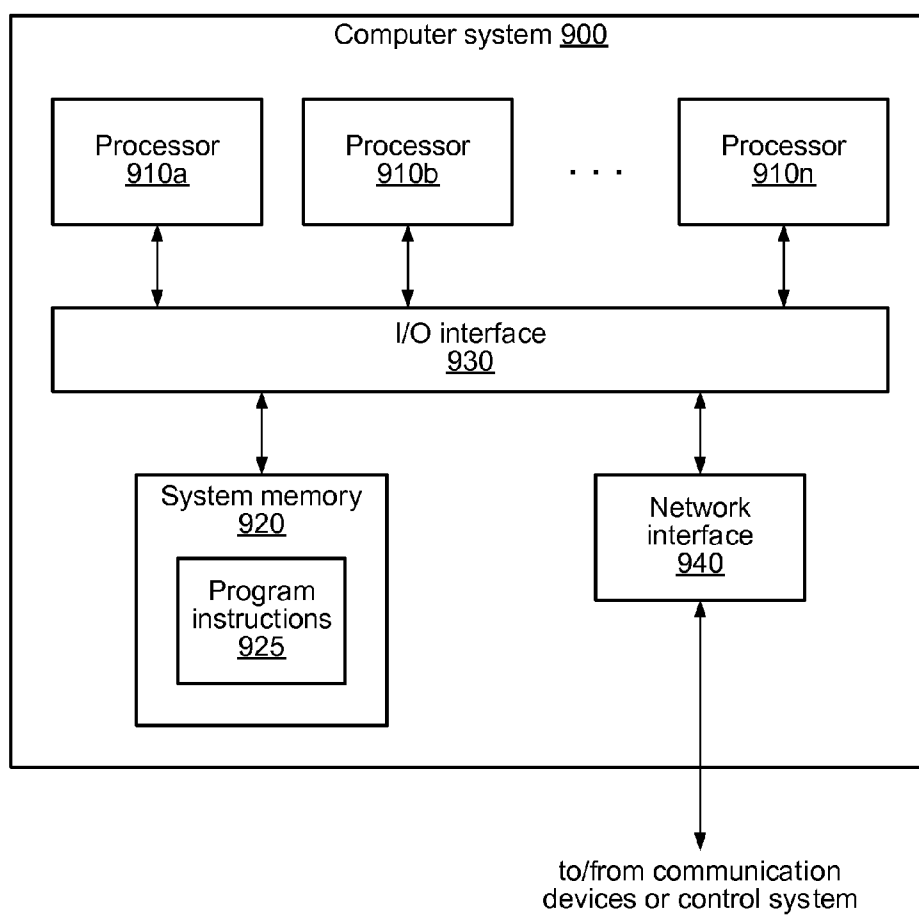 Computer system 900
Processor
910a
Processor
910b
. . .
Processor
910n
I/O interface
930
System memory
920
Program
instructions
925
Network
interface
940
to/from communication
devices or control system